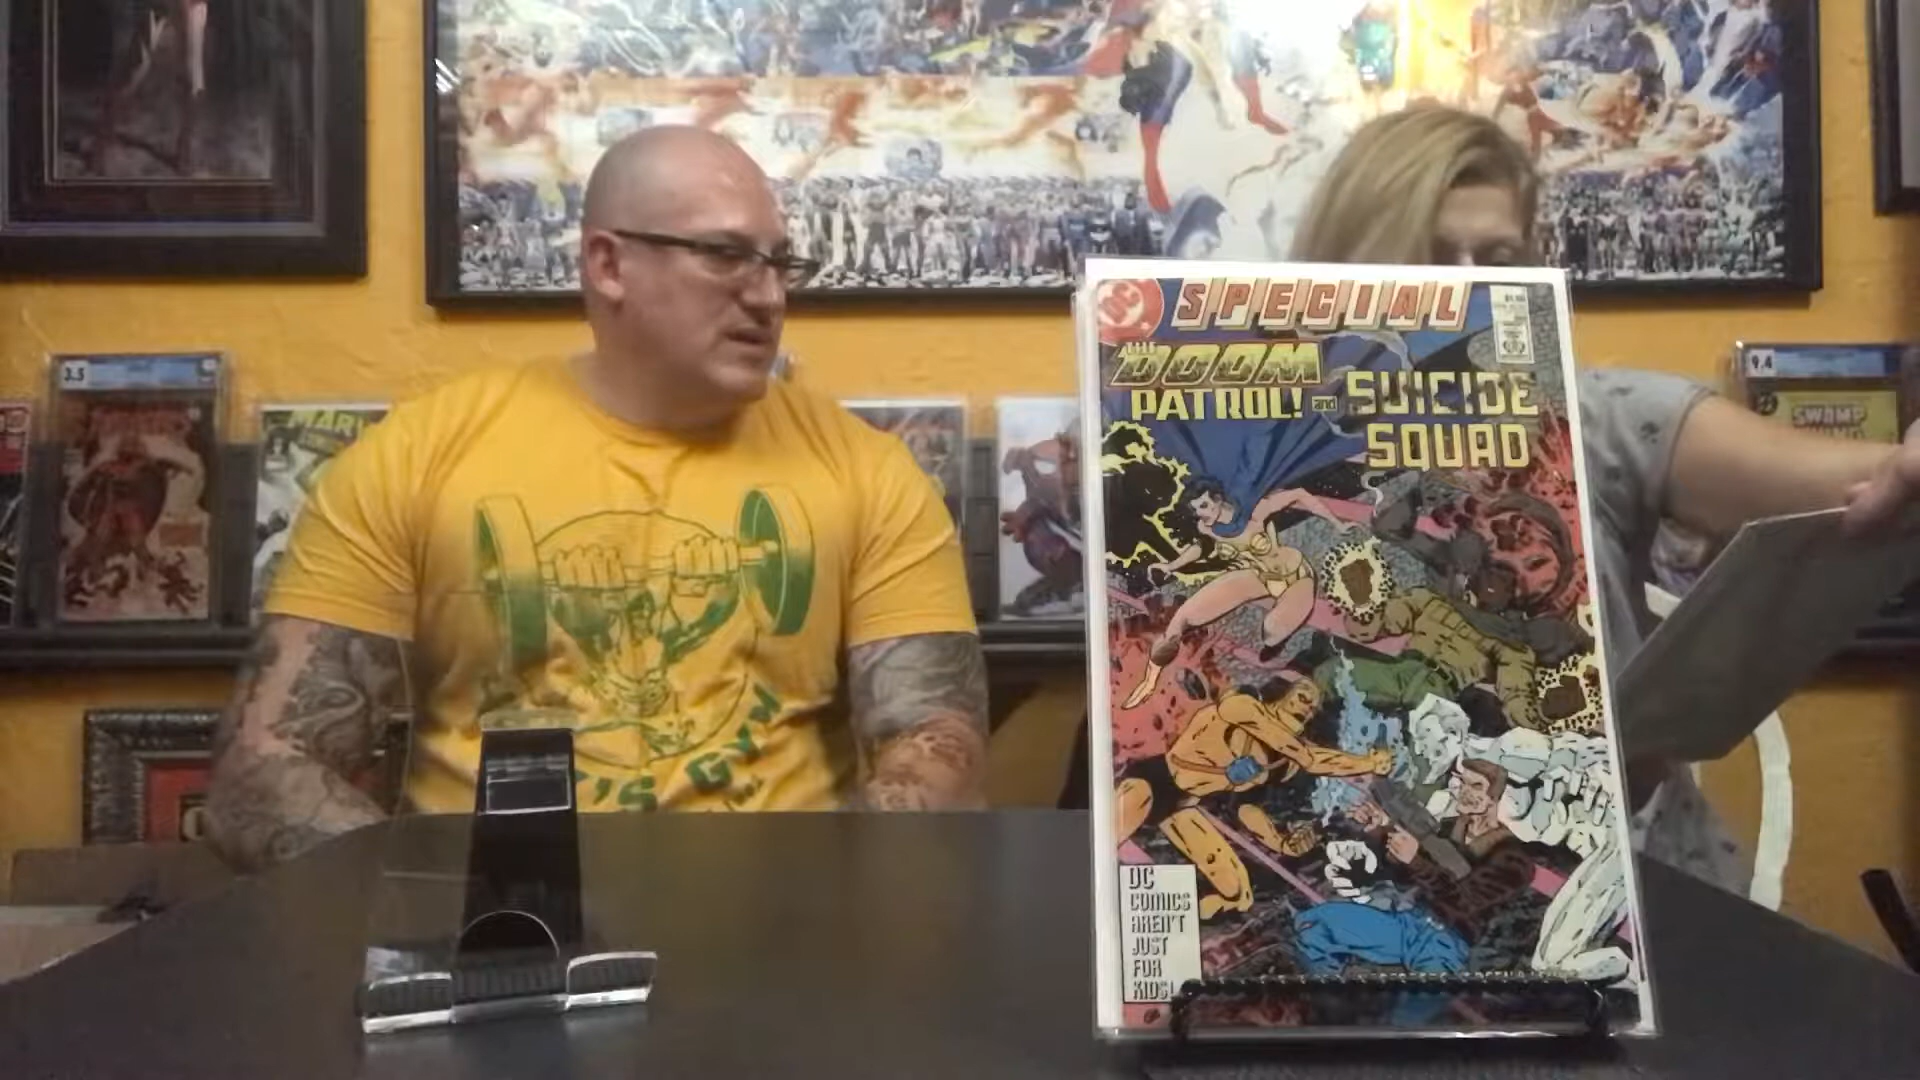 SPECIAL
THE
DOOM
PATROL! and SUICIDE
SQUAD
DC
COMICS
AREN'T
JUST
FOR
KIDS!
3.5
MARV
9.4
SWAMP
'S GYM